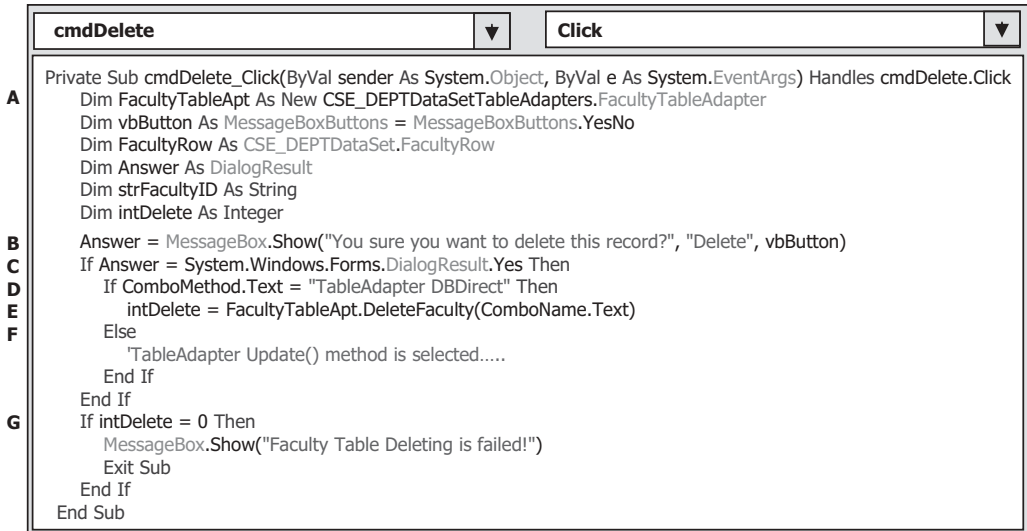 cmdDelete Click
Private Sub cmdDelete_Click(ByVal sender As System.Object, ByVal e As System.EventArgs) Handles cmdDelete.Click
A Dim FacultyTableApt As New CSE_DEPTDataSetTableAdapters.FacultyTableAdapter
Dim vbButton As MessageBoxButtons = MessageBoxButtons.YesNo
Dim FacultyRow As CSE_DEPTDataSet.FacultyRow
Dim Answer As DialogResult
Dim strFacultyID As String
Dim intDelete As Integer
B Answer = MessageBox.Show("You sure you want to delete this record?", "Delete", vbButton)
C If Answer = System.Windows.Forms.DialogResult.Yes Then
D If ComboMethod.Text = "TableAdapter DBDirect" Then
E intDelete = FacultyTableApt.DeleteFaculty(ComboName.Text)
F Else
'TableAdapter Update() method is selected…..
End If
End If
G If intDelete = 0 Then
MessageBox.Show("Faculty Table Deleting is failed!")
Exit Sub
End If
End Sub